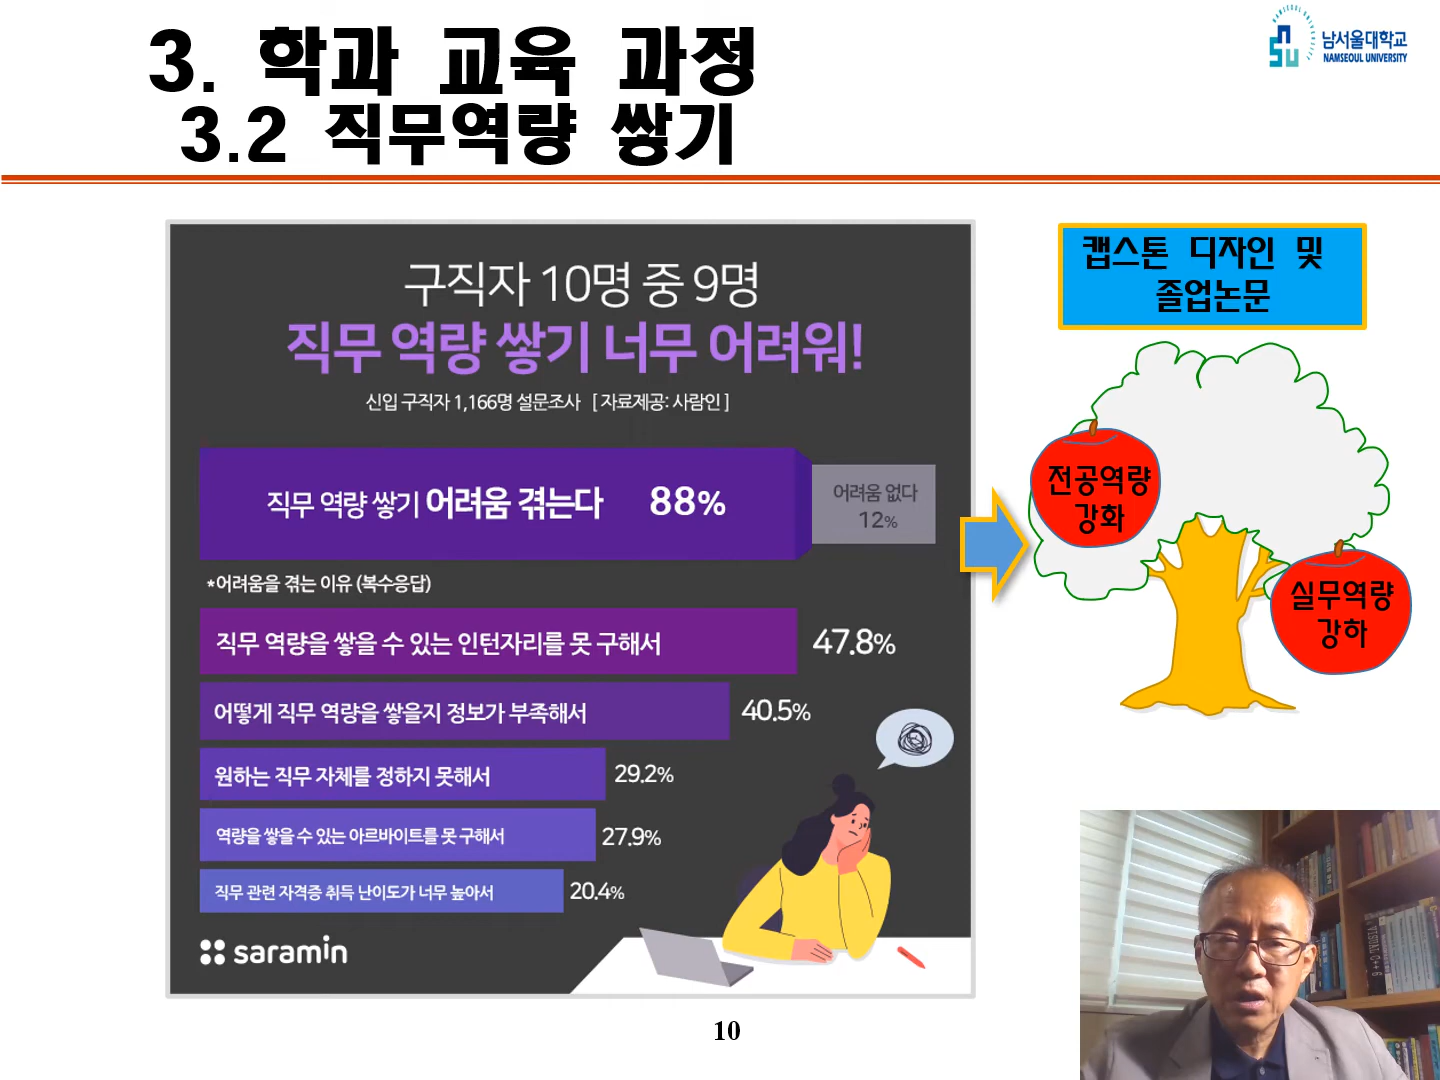 3. 학과 교육 과정
3.2 직무역량 쌓기
남서울대학교
NAMSEOUL UNIVERSITY
구직자 10명 중 9명
직무 역량 쌓기 너무 어려워!
신입 구직자 1,166명 설문조사 [ 자료제공: 사람인 ]
직무 역량 쌓기 어려움 겪는다 88%
어려움 없다
12%
*어려움을 겪는 이유 (복수응답)
직무 역량을 쌓을 수 있는 인턴자리를 못 구해서 47.8%
어떻게 직무 역량을 쌓을지 정보가 부족해서 40.5%
원하는 직무 자체를 정하지 못해서 29.2%
역량을 쌓을 수 있는 아르바이트를 못 구해서 27.9%
직무 관련 자격증 취득 난이도가 너무 높아서 20.4%
saramin
캡스톤 디자인 및
졸업논문
전공역량
강화
실무역량
강하
10